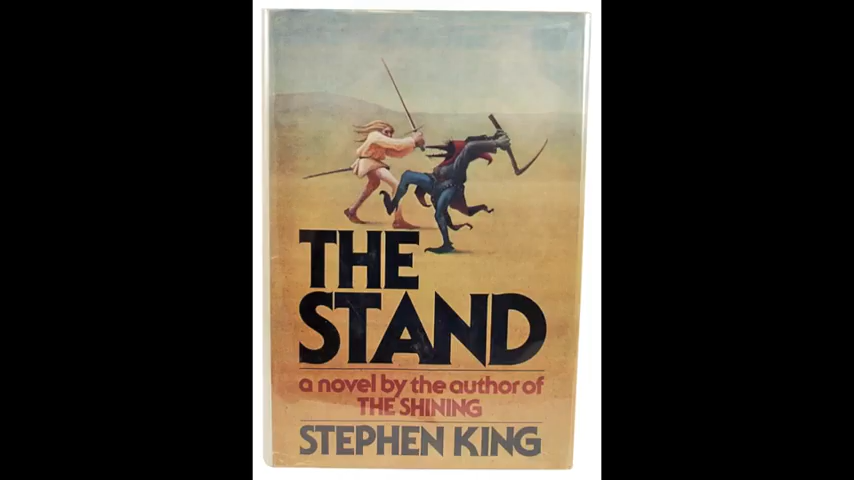 THE
STAND
a novel by the author of
THE SHINING
STEPHEN KING